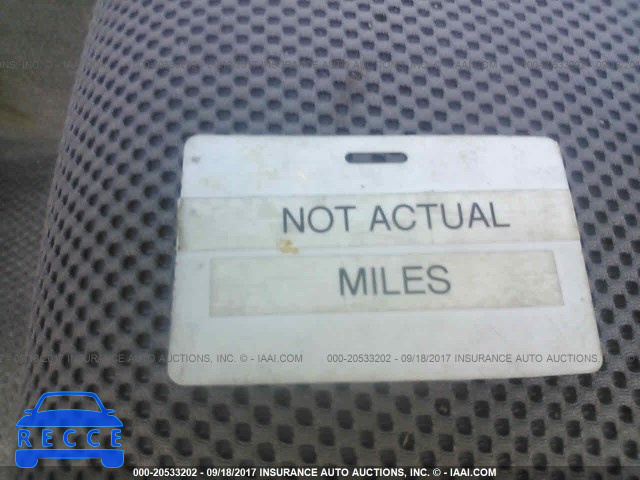 NOT ACTUAL
MILES
000-20533202 - 09/18/2017 INSURANCE AUTO AUCTIONS, INC. © - IAAI.COM
RECCE
000-20533202 - 09/18/2017 INSURANCE AUTO AUCTIONS, INC. © - IAAI.COM